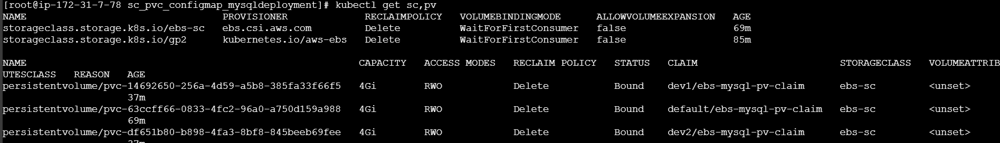 [root@ip-172-31-7-78 sc_pvc_configmap_mysqldeployment]# kubectl get sc,pv
NAME PROVISIONER RECLAIMPOLICY VOLUMEBINDINGMODE ALLOWVOLUMEEXPANSION AGE
storageclass.storage.k8s.io/ebs-sc ebs.csi.aws.com Delete WaitForFirstConsumer false 69m
storageclass.storage.k8s.io/gp2 kubernetes.io/aws-ebs Delete WaitForFirstConsumer false 85m
NAME CAPACITY ACCESS MODES RECLAIM POLICY STATUS CLAIM STORAGECLASS VOLUMEATTRIB
UTESCLASS REASON AGE
persistentvolume/pvc-14692650-256a-4d59-a5b8-385fa33f66f5 4Gi RWO Delete Bound dev1/ebs-mysql-pv-claim ebs-sc <unset>
37m
persistentvolume/pvc-63ccff66-0833-4fc2-96a0-a750d159a988 4Gi RWO Delete Bound default/ebs-mysql-pv-claim ebs-sc <unset>
69m
persistentvolume/pvc-df651b80-b898-4fa3-8bf8-845beeb69fee 4Gi RWO Delete Bound dev2/ebs-mysql-pv-claim ebs-sc <unset>
37m